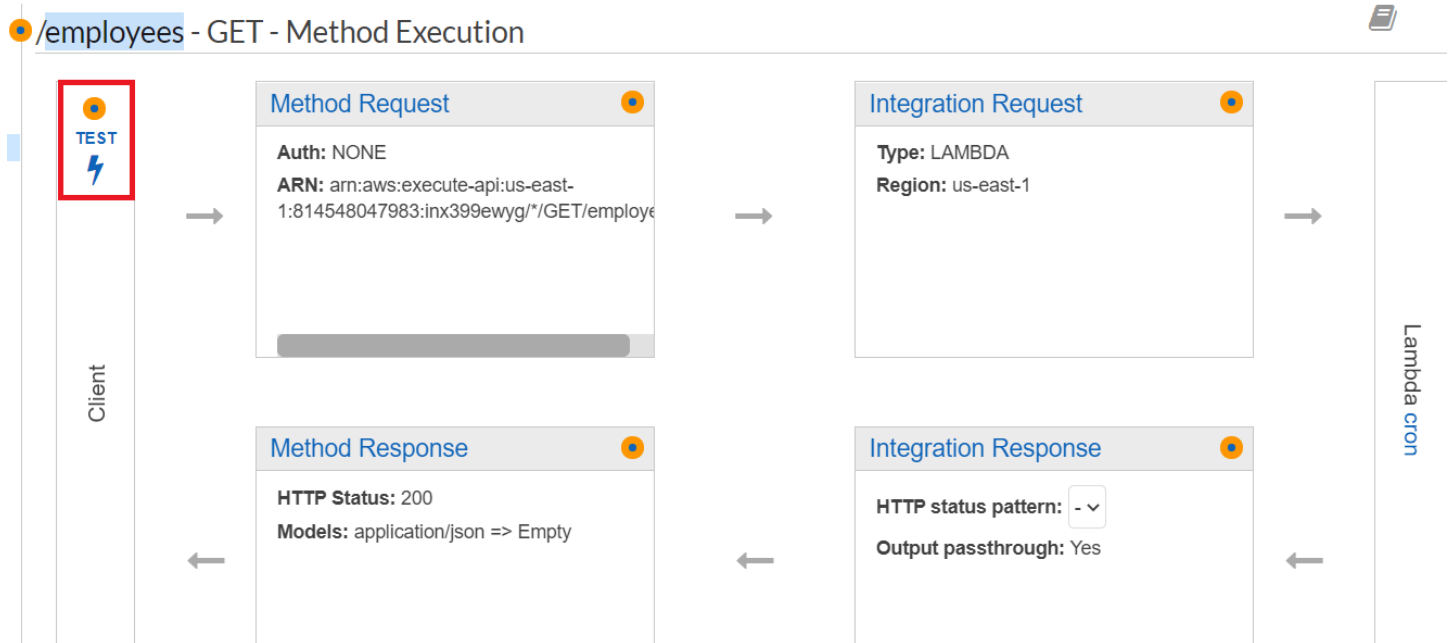 /employees - GET - Method Execution
TEST
Client
Method Request
Auth: NONE
ARN: arn:aws:execute-api:us-east-
1:814548047983:inx399ewyg/*/GET/employe
Integration Request
Type: LAMBDA
Region: us-east-1
Lambda cron
Method Response
HTTP Status: 200
Models: application/json => Empty
Integration Response
HTTP status pattern: -
Output passthrough: Yes